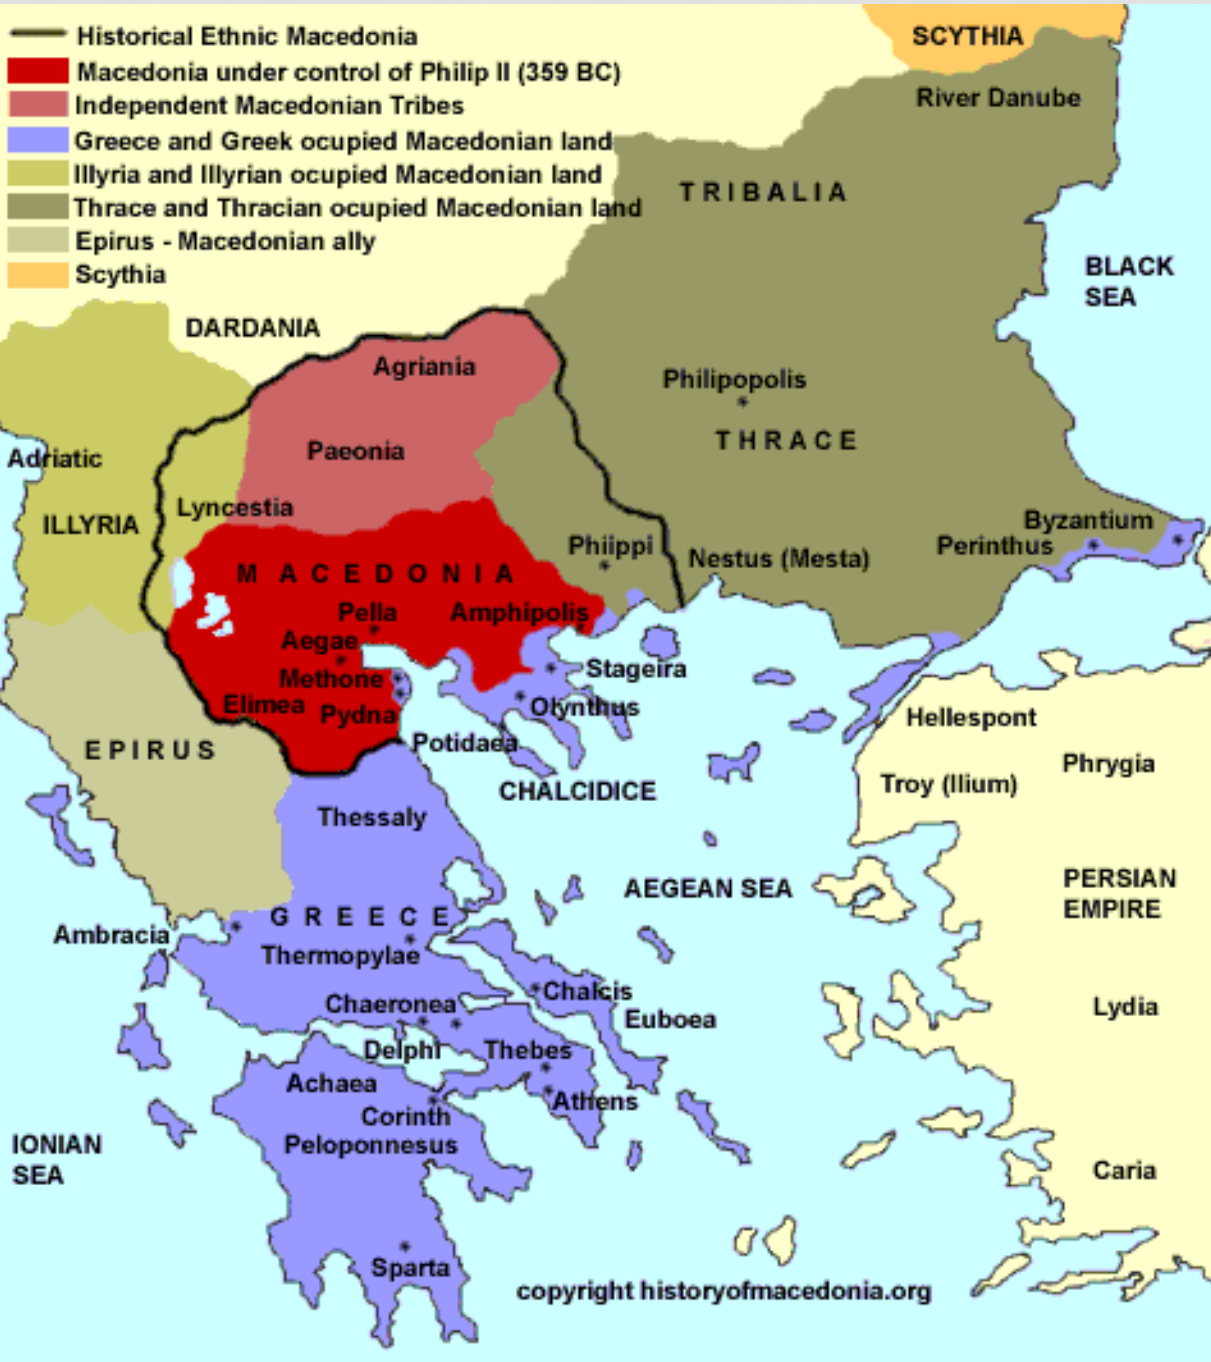 Historical Ethnic Macedonia
Macedonia under control of Philip II (359 BC)
Independent Macedonian Tribes
Greece and Greek ocupied Macedonian land
Illyria and Illyrian ocupied Macedonian land
Thrace and Thracian ocupied Macedonian land
Epirus - Macedonian ally
Scythia
SCYTHIA
River Danube
TRIBALIA
BLACK
SEA
DARDANIA
Agriania
Philipopolis
THRACE
Paeonia
Adriatic
Lyncestia
ILLYRIA
Byzantium
Perinthus
Phiippi
Nestus (Mesta)
MACEDONIA
Pella
Amphipolis
Aegae
Methone
Stageira
Elimea
Pydna
Olynthus
Hellespont
Potidaea
EPIRUS
Phrygia
Troy (Ilium)
CHALCIDICE
Thessaly
AEGEAN SEA
PERSIAN
EMPIRE
GREECE
Ambracia
Thermopylae
Chalcis
Chaeronea
Euboea
Lydia
Delphi
Thebes
Achaea
Athens
Corinth
Peloponnesus
IONIAN
SEA
Caria
Sparta
copyright historyofmacedonia.org